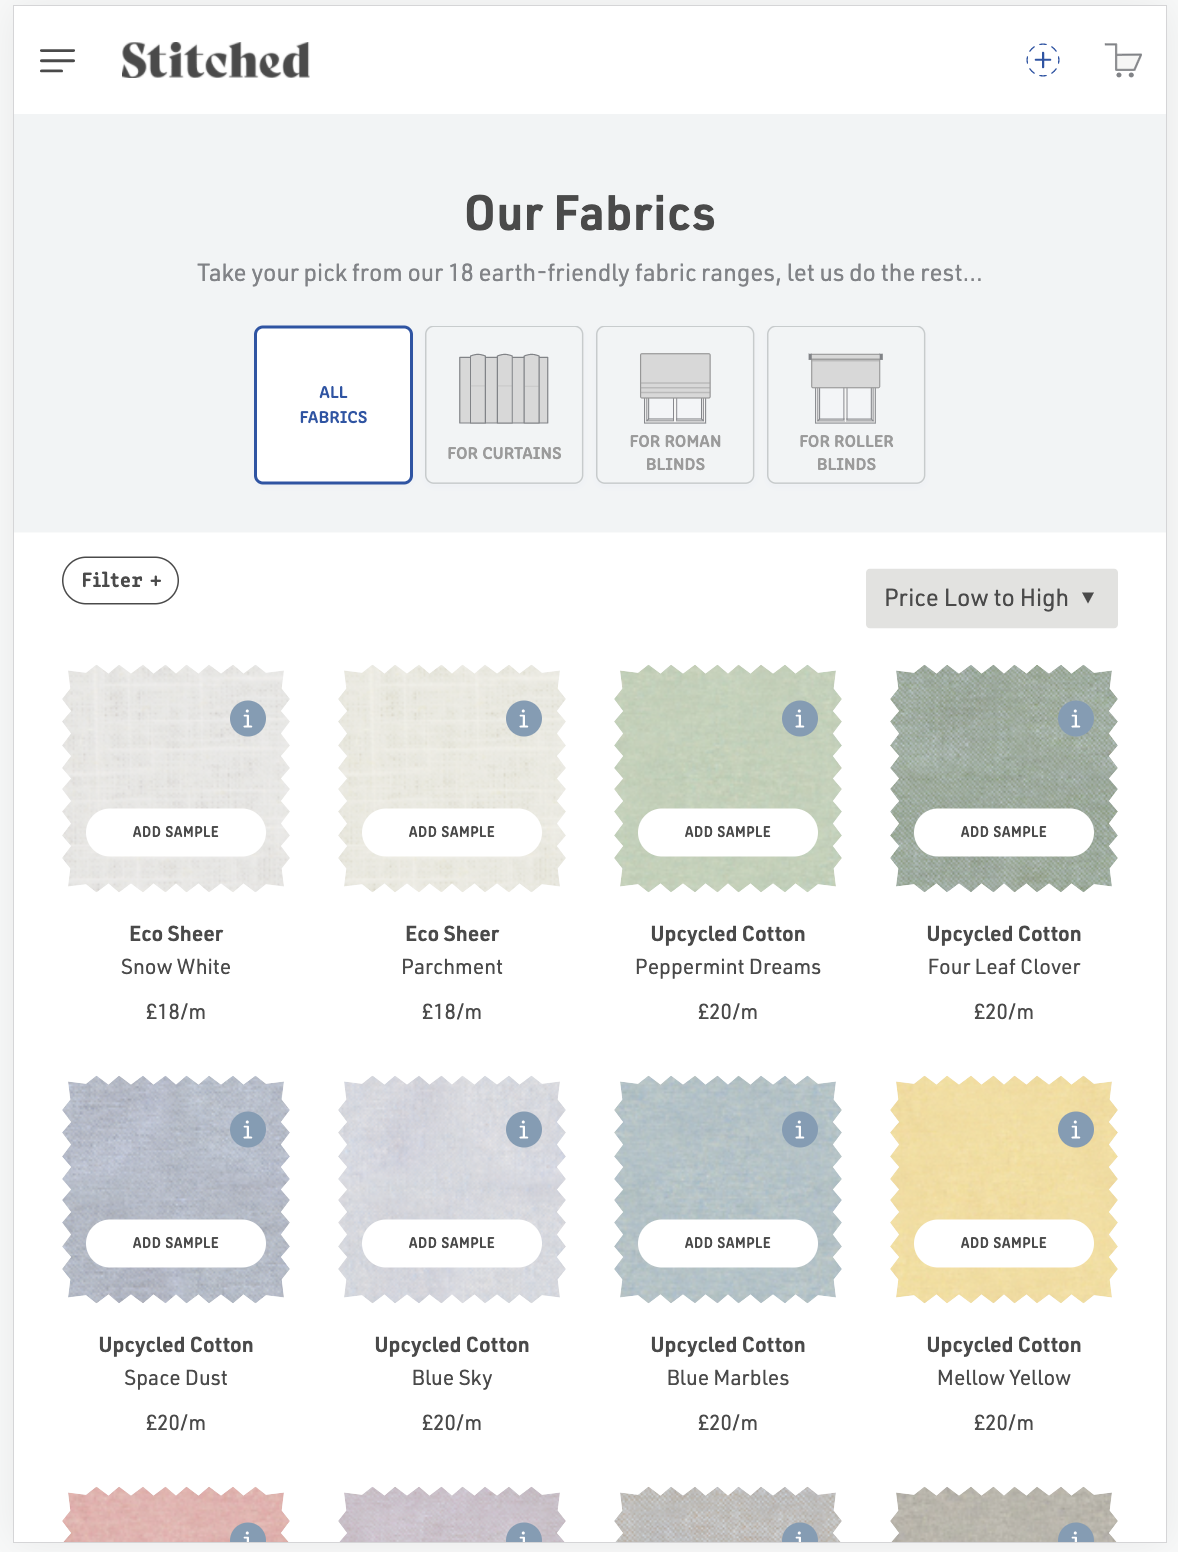 Stitched
Our Fabrics
Take your pick from our 18 earth-friendly fabric ranges, let us do the rest...
ALL
FABRICS
FOR CURTAINS
FOR ROMAN
BLINDS
FOR ROLLER
BLINDS
Filter +
Price Low to High ▼
i
i
i
i
ADD SAMPLE
ADD SAMPLE
ADD SAMPLE
ADD SAMPLE
Eco Sheer
Snow White
£18/m
Eco Sheer
Parchment
£18/m
Upcycled Cotton
Peppermint Dreams
£20/m
Upcycled Cotton
Four Leaf Clover
£20/m
i
i
i
i
ADD SAMPLE
ADD SAMPLE
ADD SAMPLE
ADD SAMPLE
Upcycled Cotton
Space Dust
£20/m
Upcycled Cotton
Blue Sky
£20/m
Upcycled Cotton
Blue Marbles
£20/m
Upcycled Cotton
Mellow Yellow
£20/m
i
i
i
i